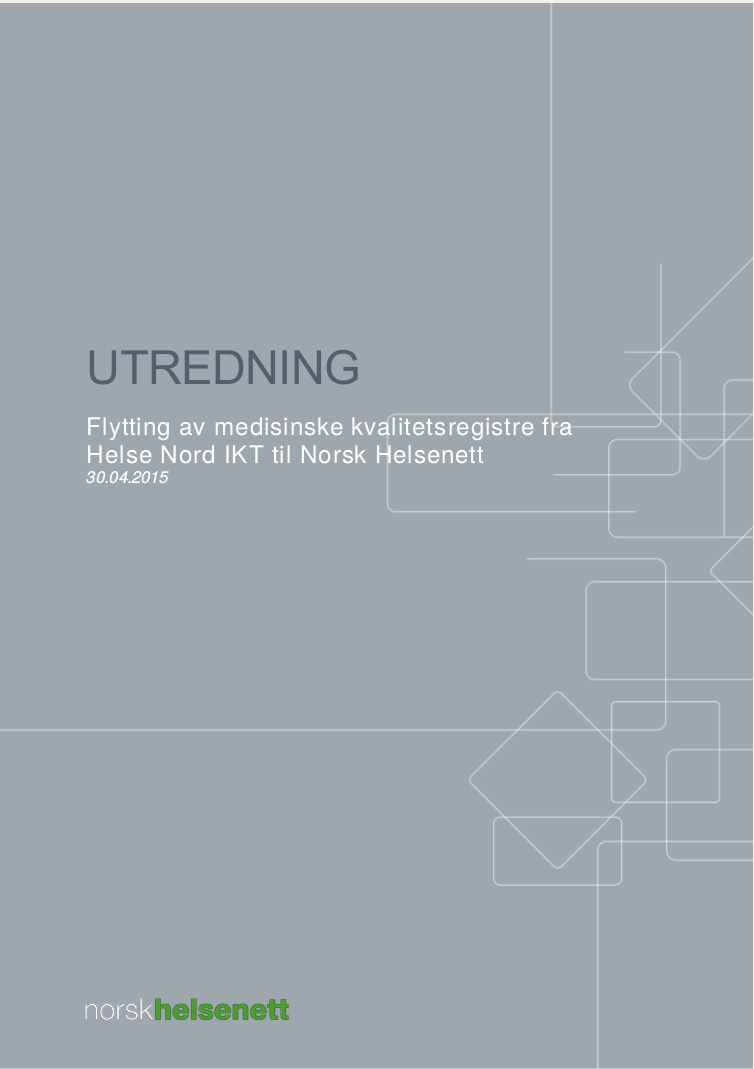 UTREDNING
Flytting av medisinske kvalitetsregistre fra
Helse Nord IKT til Norsk Helsenett
30.04.2015
norskhelsenett